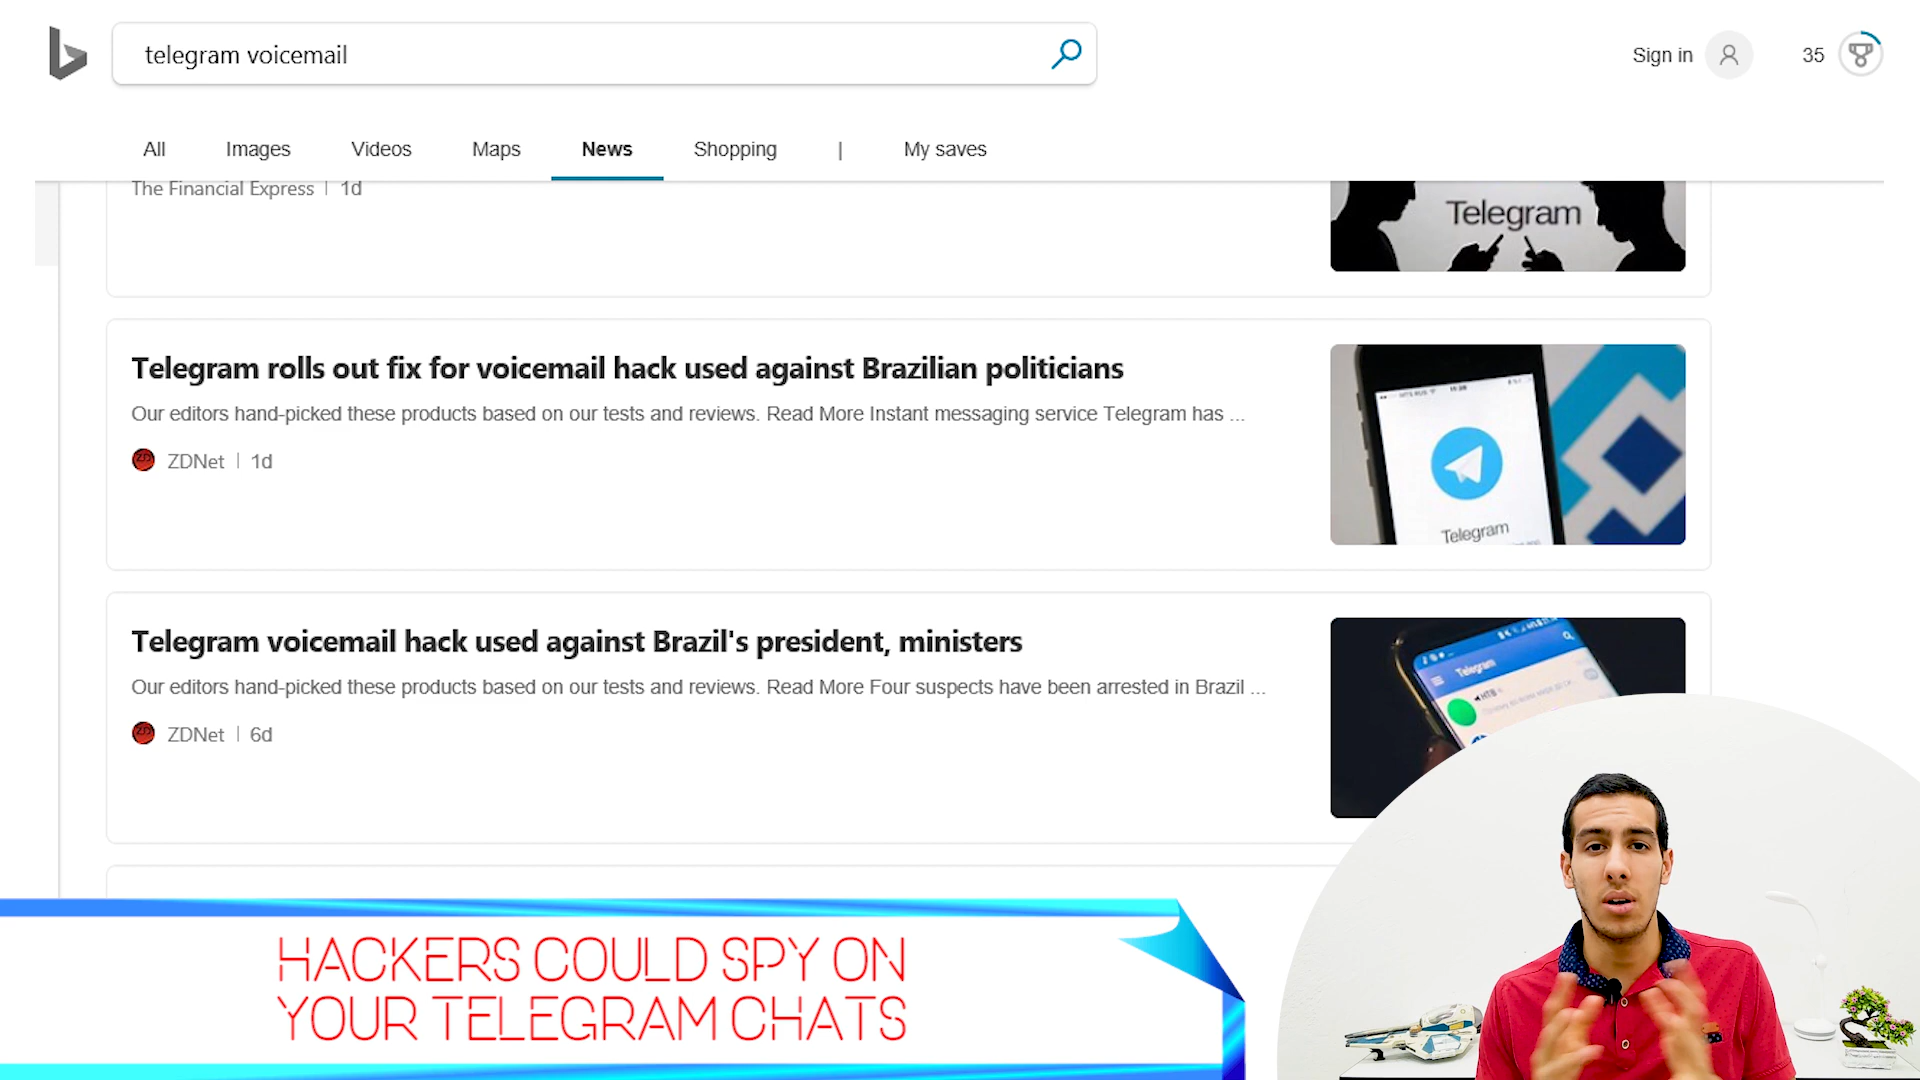 telegram voicemail
Sign in
35
All Images Videos Maps News Shopping | My saves
The Financial Express | 1d
Telegram
Telegram rolls out fix for voicemail hack used against Brazilian politicians
Our editors hand-picked these products based on our tests and reviews. Read More Instant messaging service Telegram has ...
ZDNet | 1d
Telegram
Telegram voicemail hack used against Brazil's president, ministers
Our editors hand-picked these products based on our tests and reviews. Read More Four suspects have been arrested in Brazil ...
ZDNet | 6d
Telegram
HACKERS COULD SPY ON
YOUR TELEGRAM CHATS